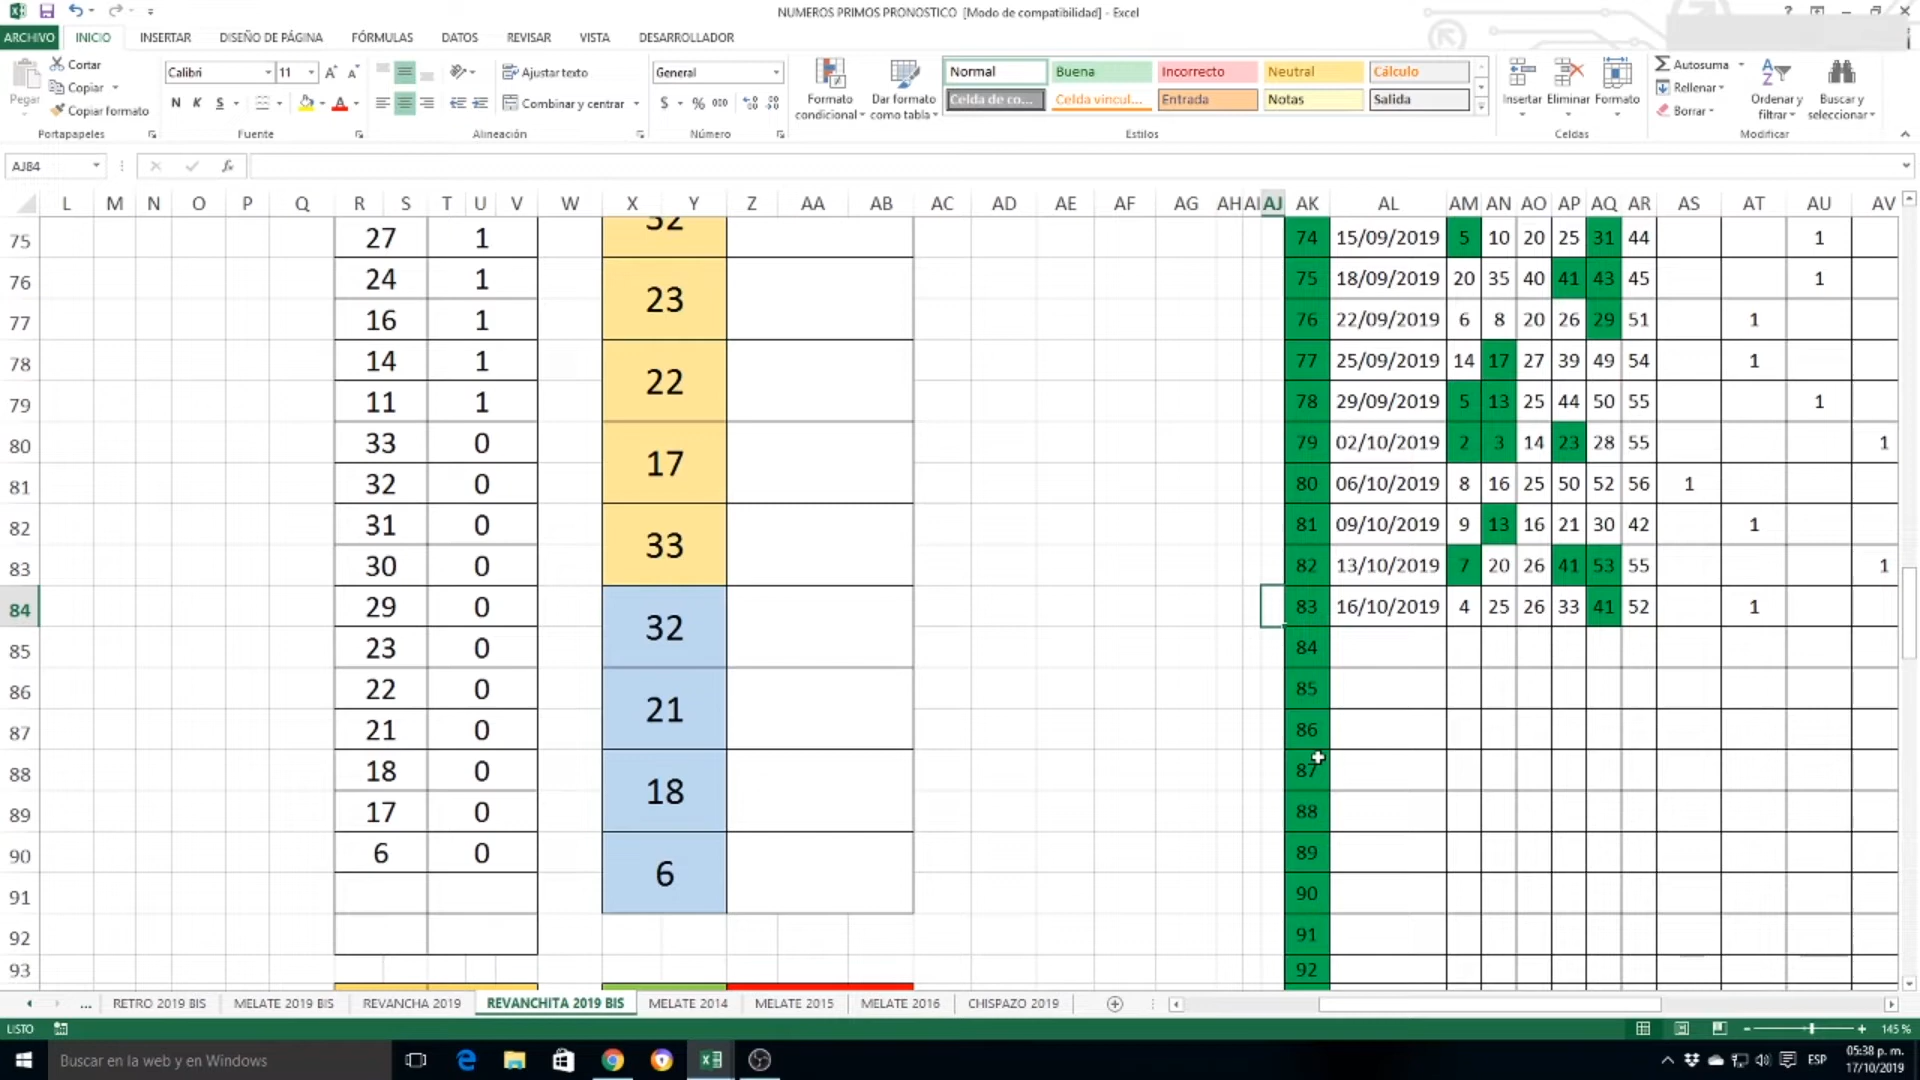 NUMEROS PRIMOS PRONOSTICO [Modo de compatibilidad] - Excel
ARCHIVO INICIO INSERTAR DISEÑO DE PÁGINA FÓRMULAS DATOS REVISAR VISTA DESARROLLADOR
Pegar
Cortar
Copiar
Copiar formato
Portapapeles
Calibri 11
N K S
Fuente
Ajustar texto
Combinar y centrar
Alineación
General
$ % 000
Número
Formato condicional
Dar formato como tabla
Normal Buena Incorrecto Neutral Cálculo
Celda de co... Celda vincul... Entrada Notas Salida
Estilos
Insertar Eliminar Formato
Celdas
Autosuma
Rellenar
Borrar
Ordenar y filtrar
Buscar y seleccionar
Modificar
AJ84 fx
L M N O P Q R S T U V W X Y Z AA AB AC AD AE AF AG AH AI AJ AK AL AM AN AO AP AQ AR AS AT AU AV
75 27 1 32 74 15/09/2019 5 10 20 25 31 44 1
76 24 1 23 75 18/09/2019 20 35 40 41 43 45 1
77 16 1 76 22/09/2019 6 8 20 26 29 51 1
78 14 1 22 77 25/09/2019 14 17 27 39 49 54 1
79 11 1 78 29/09/2019 5 13 25 44 50 55 1
80 33 0 17 79 02/10/2019 2 3 14 23 28 55 1
81 32 0 80 06/10/2019 8 16 25 50 52 56 1
82 31 0 33 81 09/10/2019 9 13 16 21 30 42 1
83 30 0 82 13/10/2019 7 20 26 41 53 55 1
84 29 0 32 83 16/10/2019 4 25 26 33 41 52 1
85 23 0 84
86 22 0 21 85
87 21 0 86
88 18 0 18 87
89 17 0 88
90 6 0 6 89
91 90
92 91
93 92
... RETRO 2019 BIS MELATE 2019 BIS REVANCHA 2019 REVANCHITA 2019 BIS MELATE 2014 MELATE 2015 MELATE 2016 CHISPAZO 2019
LISTO 145 %
Buscar en la web y en Windows
ESP
05:38 p. m.
17/10/2019